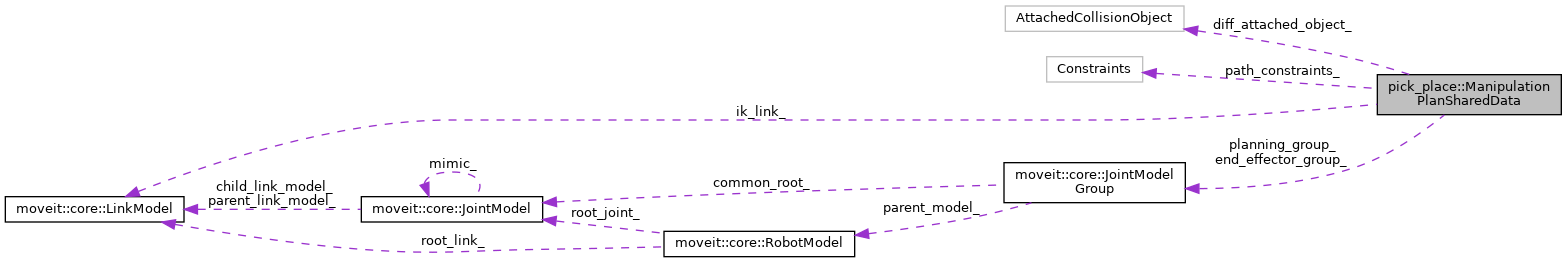 AttachedCollisionObject
diff_attached_object_
Constraints
path_constraints_
pick_place::Manipulation
PlanSharedData
ik_link_
planning_group_
end_effector_group_
mimic_
moveit::core::JointModel
Group
common_root_
child_link_model_
parent_link_model_
moveit::core::LinkModel
moveit::core::JointModel
root_joint_
parent_model_
root_link_
moveit::core::RobotModel